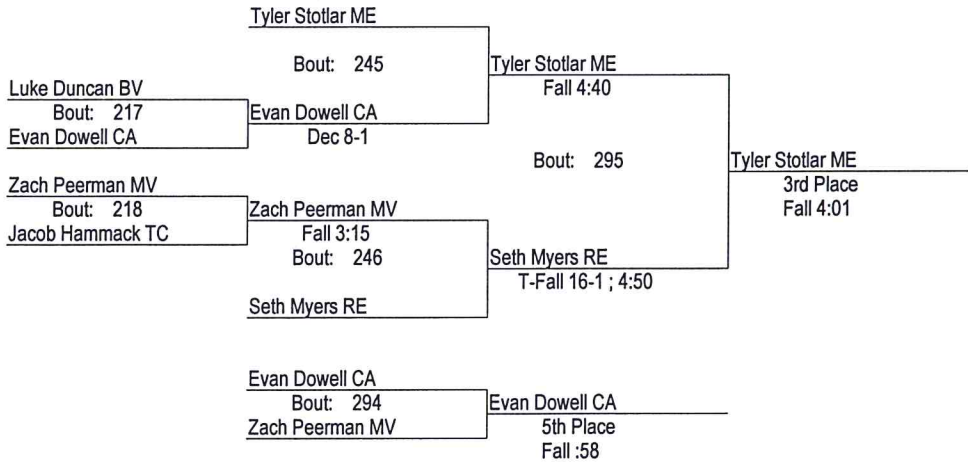 Tyler Stotlar ME
Bout: 245
Tyler Stotlar ME
Fall 4:40
Luke Duncan BV
Bout: 217
Evan Dowell CA
Evan Dowell CA
Dec 8-1
Bout: 295
Tyler Stotlar ME
3rd Place
Fall 4:01
Zach Peerman MV
Bout: 218
Jacob Hammack TC
Zach Peerman MV
Fall 3:15
Bout: 246
Seth Myers RE
T-Fall 16-1 ; 4:50
Seth Myers RE
Evan Dowell CA
Bout: 294
Zach Peerman MV
Evan Dowell CA
5th Place
Fall :58